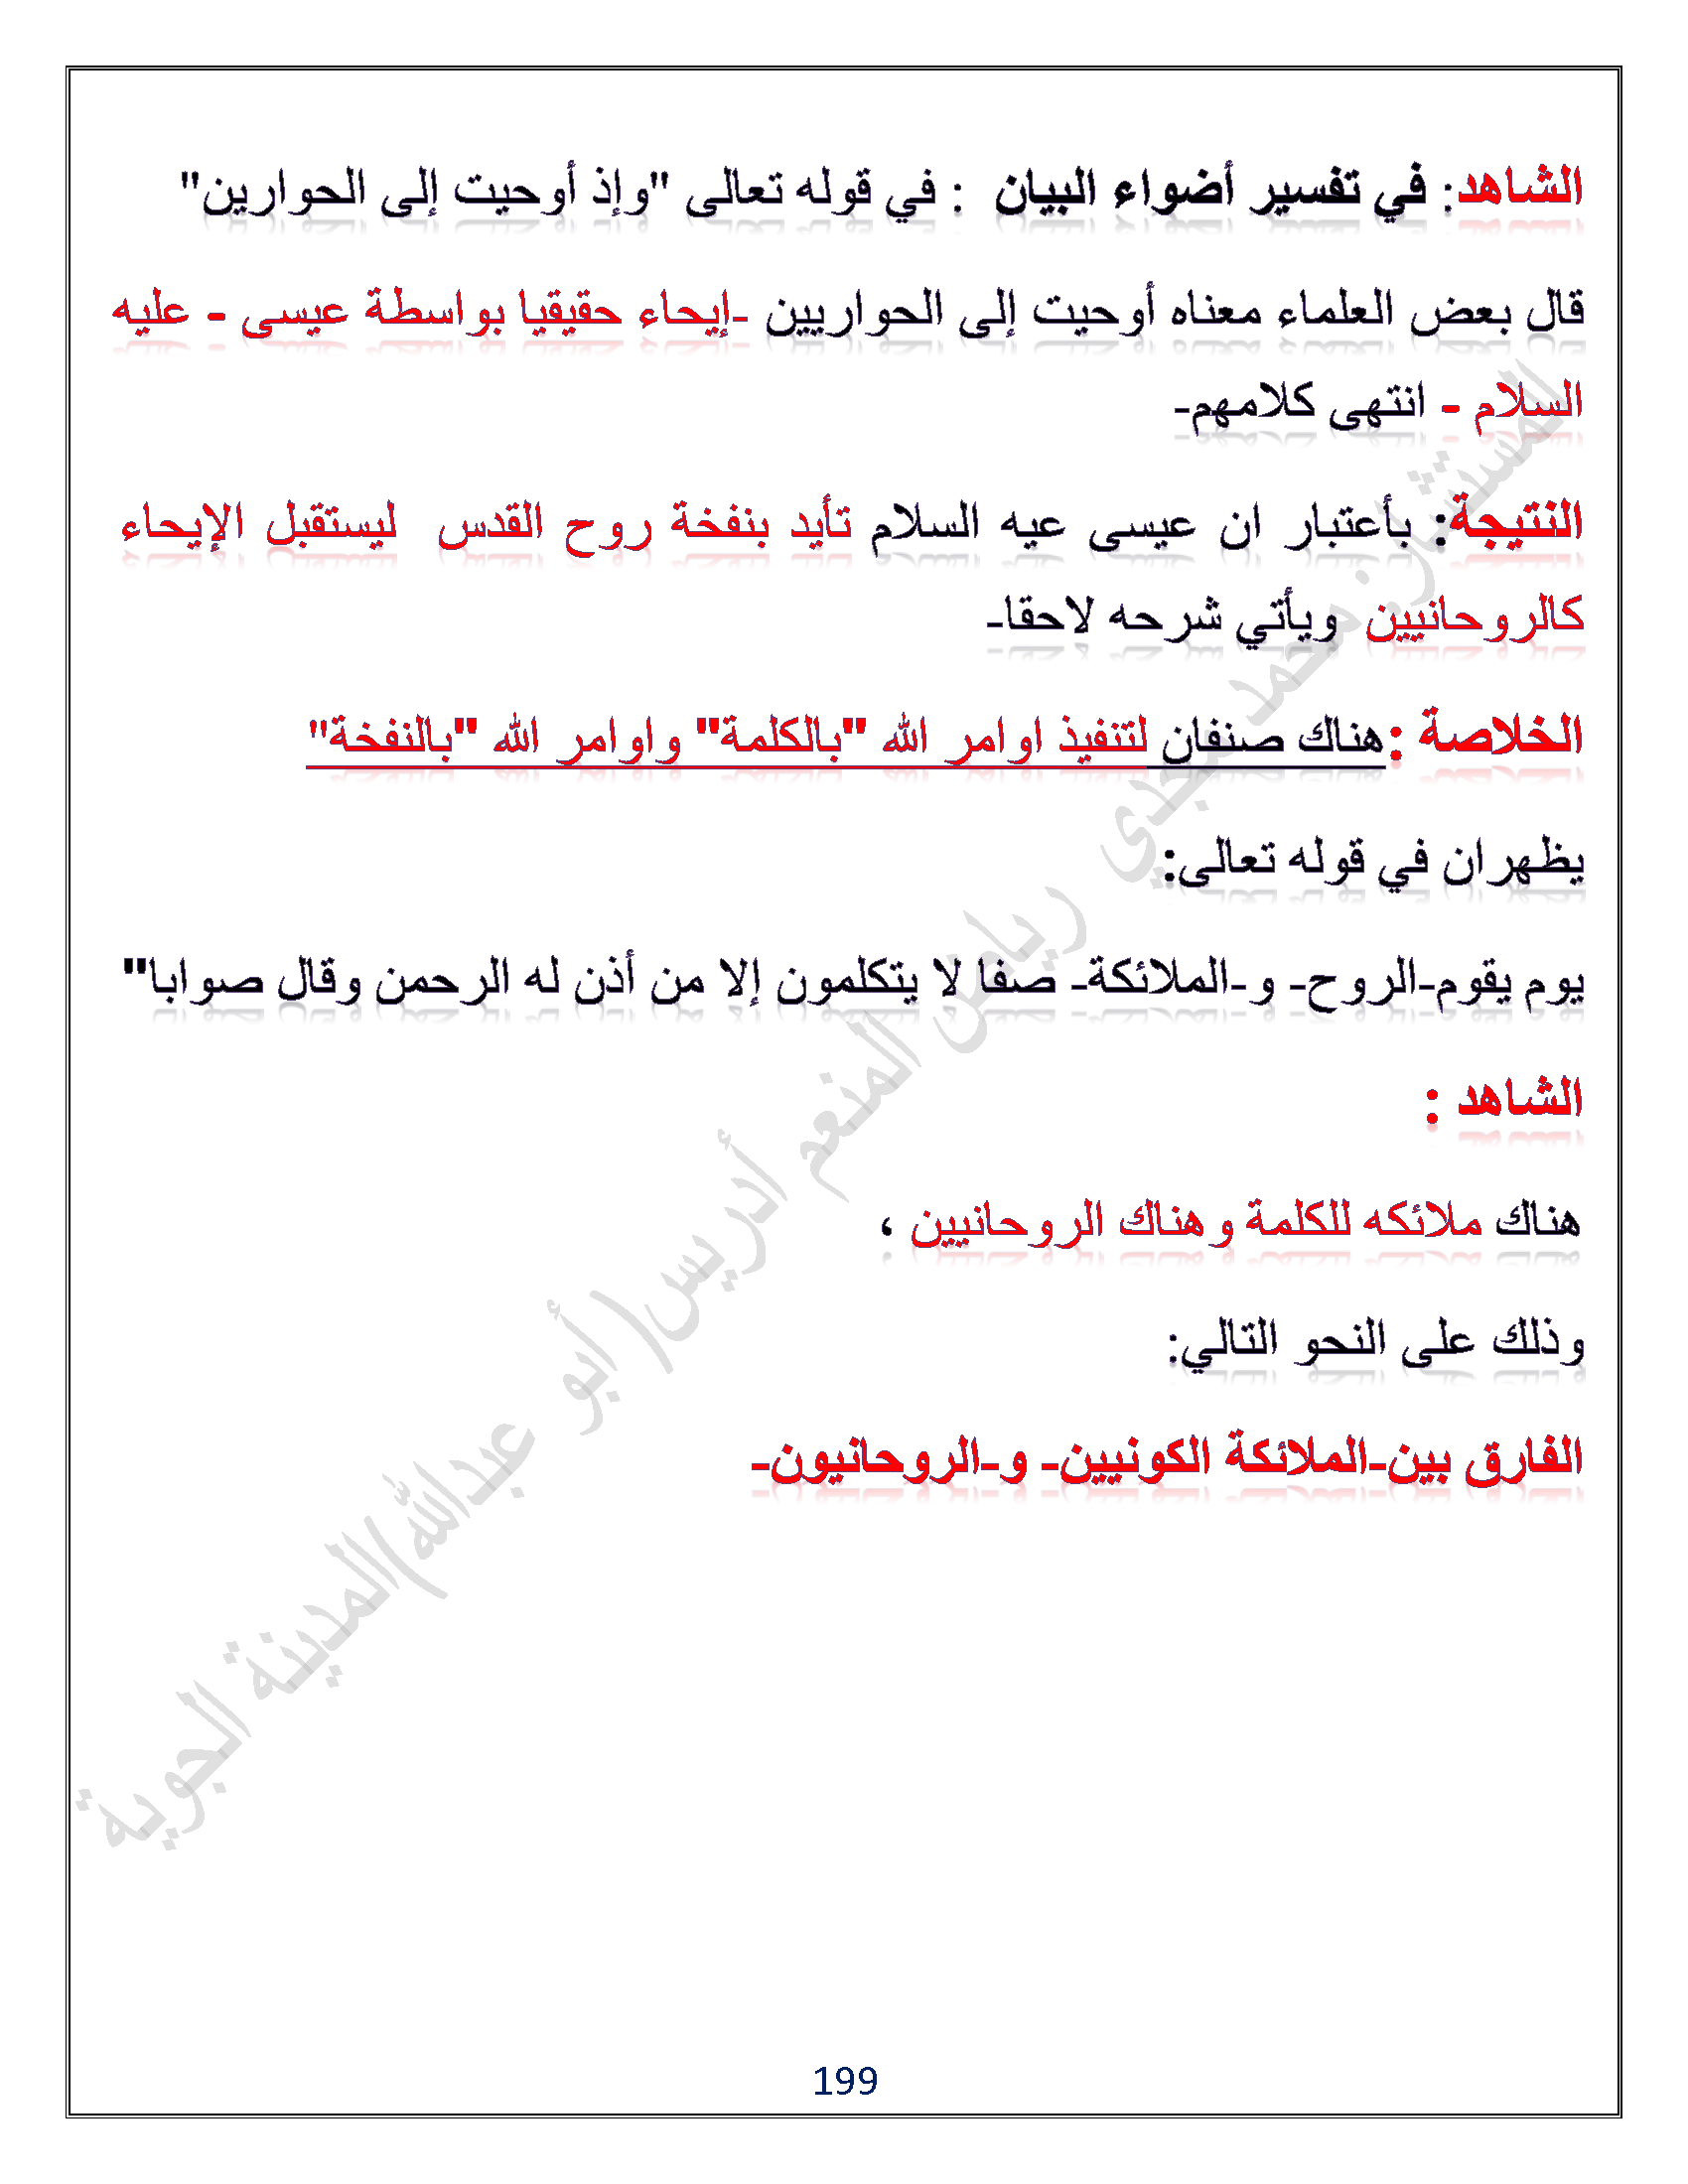 الشاهد: في تفسير أضواء البيان : في قوله تعالى "وإذ أوحيت إلى الحوارين"
قال بعض العلماء معناه أوحيت إلى الحواريين -إيحاء حقيقيا بواسطة عيسى - عليه
السلام - انتهى كلامهم-
النتيجة: بأعتبار ان عيسى عيه السلام تأيد بنفخة روح القدس ليستقبل الإيحاء
كالروحانيين ويأتي شرحه لاحقا-
الخلاصة :هناك صنفان لتنفيذ اوامر الله "بالكلمة" واوامر الله "بالنفخة"
يظهران في قوله تعالى:
يوم يقوم-الروح- و-الملائكة- صفا لا يتكلمون إلا من أذن له الرحمن وقال صوابا"
الشاهد :
هناك ملائكه للكلمة وهناك الروحانيين ،
وذلك على النحو التالي:
الفارق بين-الملائكة الكونيين- و-الروحانيون-
المستشار: محمد مجدي رياض المنعم أدريس(أبو عبدالله)المدينة الجوية
199